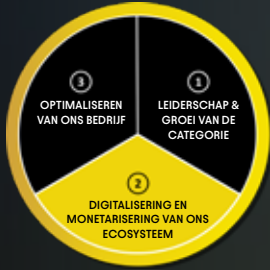 1
LEIDERSCHAP &
GROEI VAN DE
CATEGORIE
2
DIGITALISERING EN
MONETARISERING VAN ONS
ECOSYSTEEM
3
OPTIMALISEREN
VAN ONS BEDRIJF